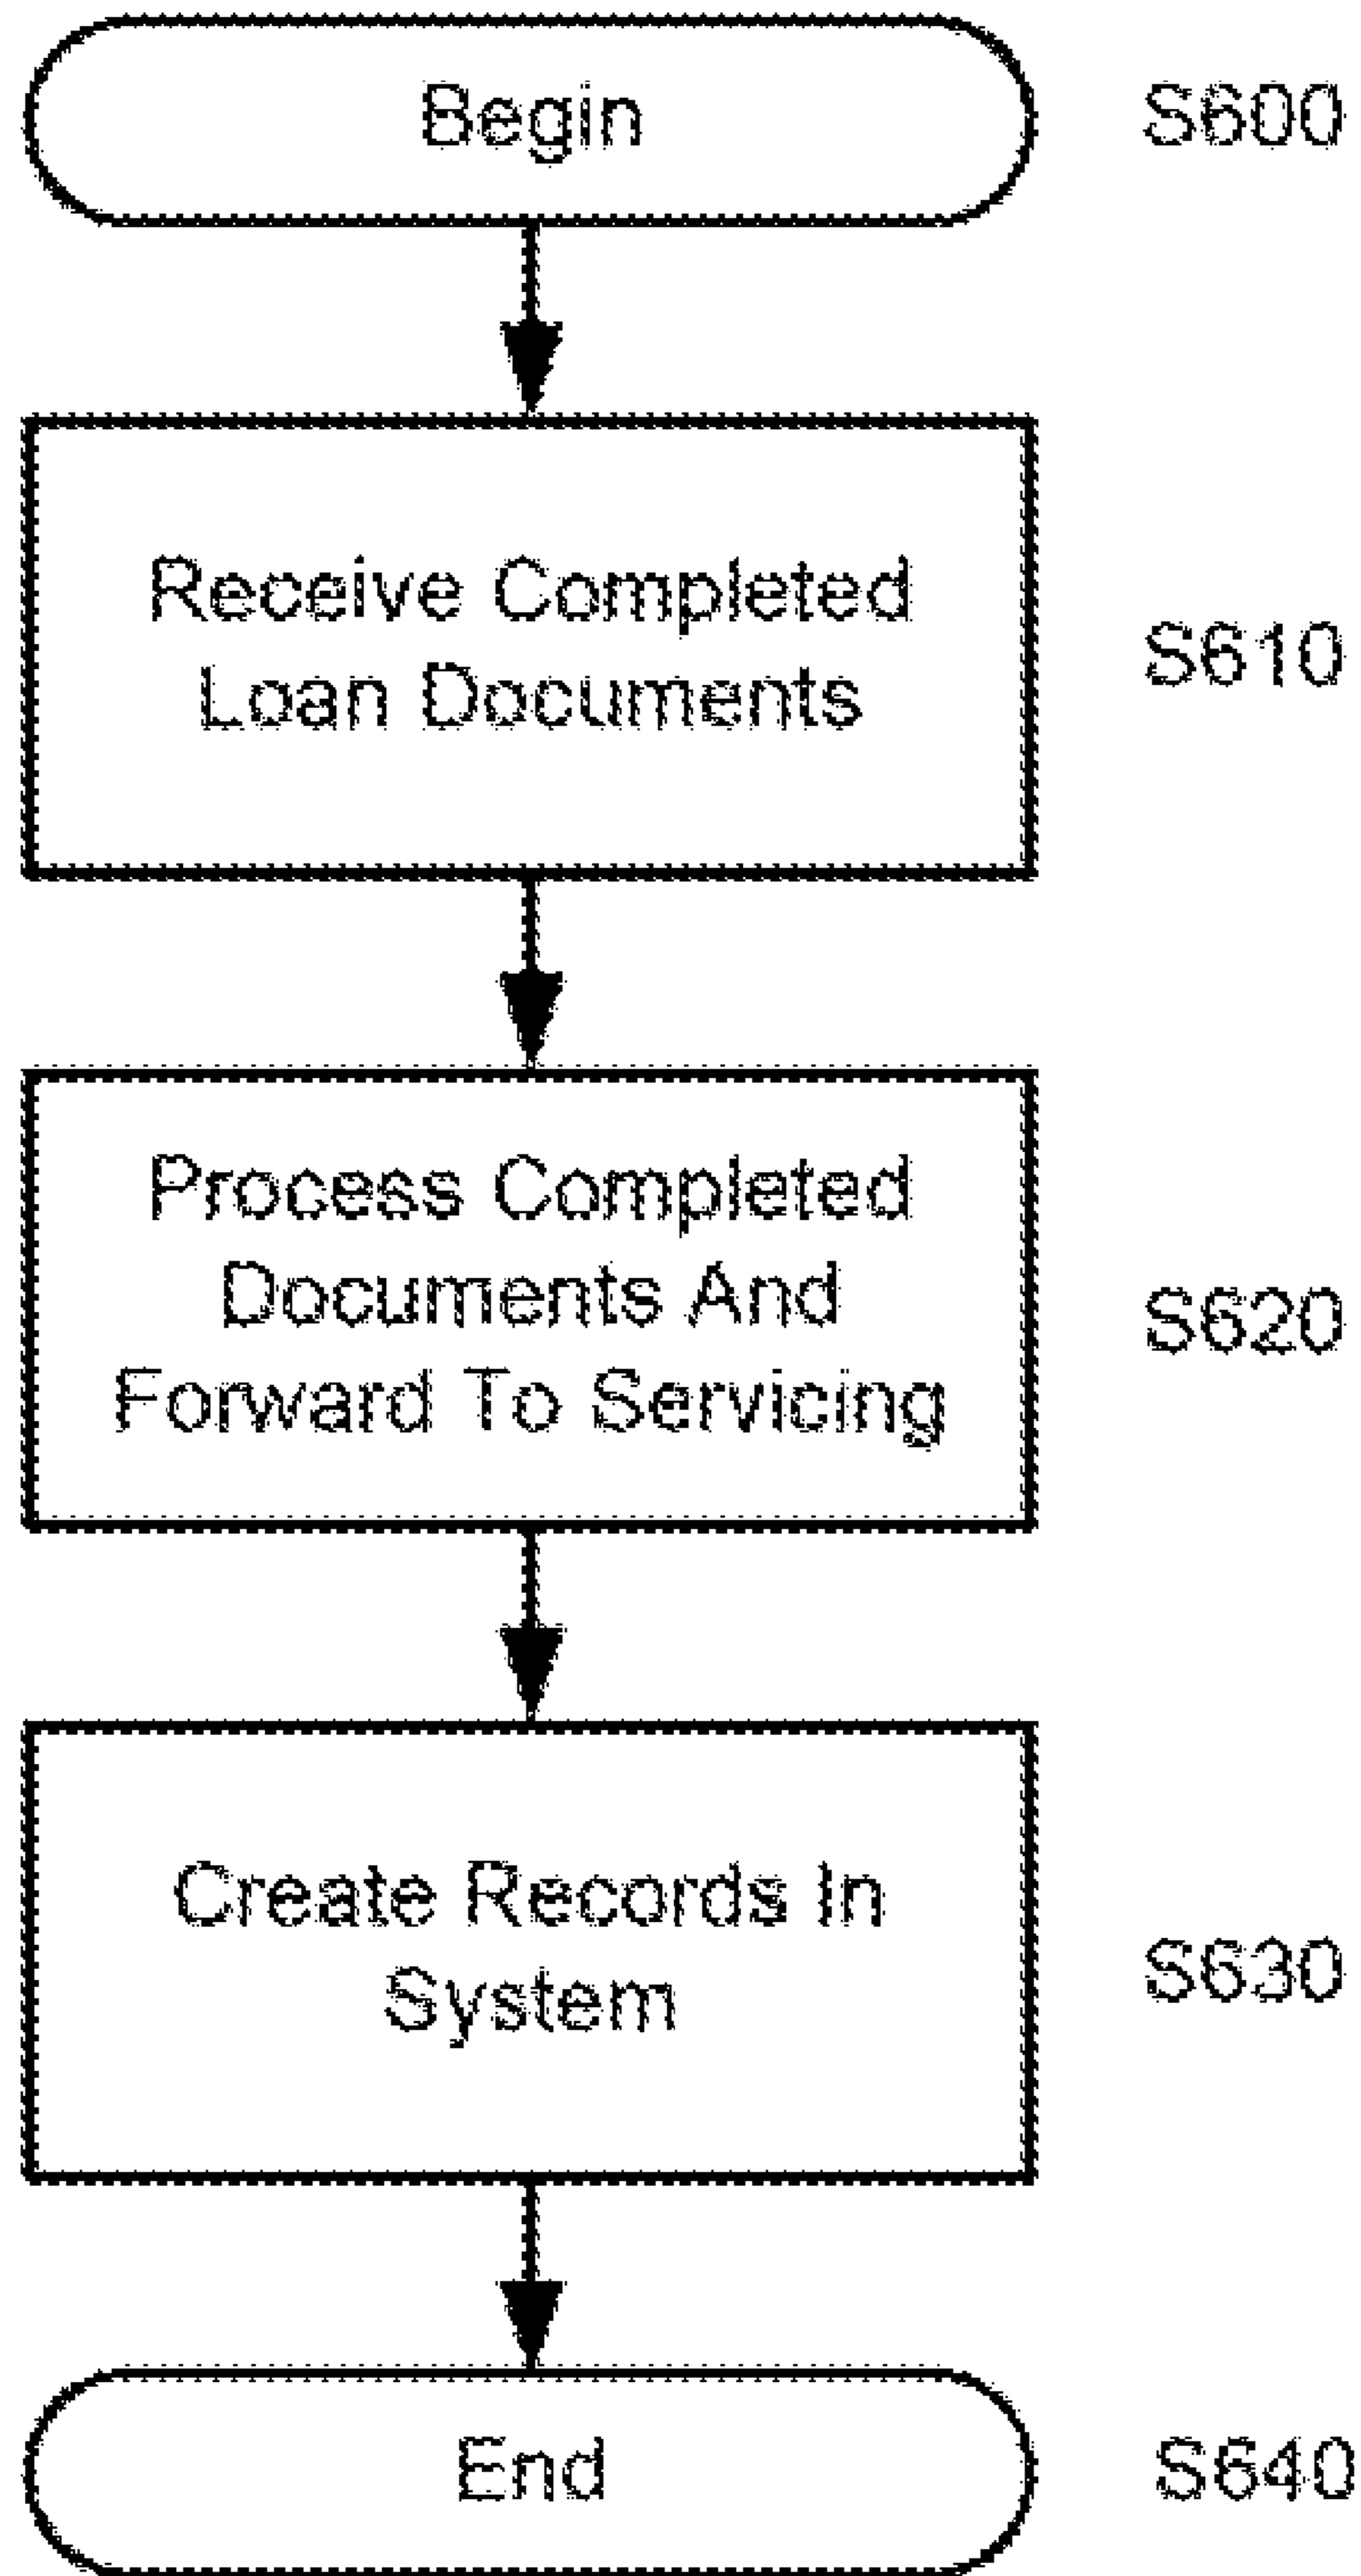 Begin
S600
Receive Completed
Loan Documents
S610
Process Completed
Documents And
Forward To Servicing
S620
Create Records In
System
S630
End
S640